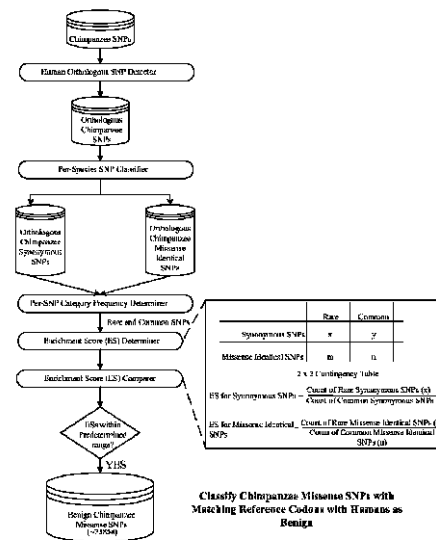 Chimpanzee SNPs
Human Orthologous SNP Detector
Orthologous
Chimpanzee
SNPs
Per-Species SNP Classifier
Orthologous
Chimpanzee
Synonymous
SNPs
Orthologous
Chimpanzee
Missense
Identical
SNPs
Per-SNP Category Frequency Determiner
Rare and Common SNPs
Enrichment Score (ES) Determiner
Enrichment Score (ES) Comparer
ESs within
Predetermined
range?
YES
Benign Chimpanzee
Missense SNPs
Rare Common
Synonymous SNPs x y
Missense Identical SNPs m n
2 x 2 Contingency Table
ES for Synonymous SNPs = Count of Rare Synonymous SNPs (x)
Count of Common Synonymous SNPs
ES for Missense Identical = Count of Rare Missense Identical SNPs (
SNPs Count of Common Missense Identical
SNPs (n)
Classify Chimpanzee Missense SNPs with
Matching Reference Codons with Humans as
Benign